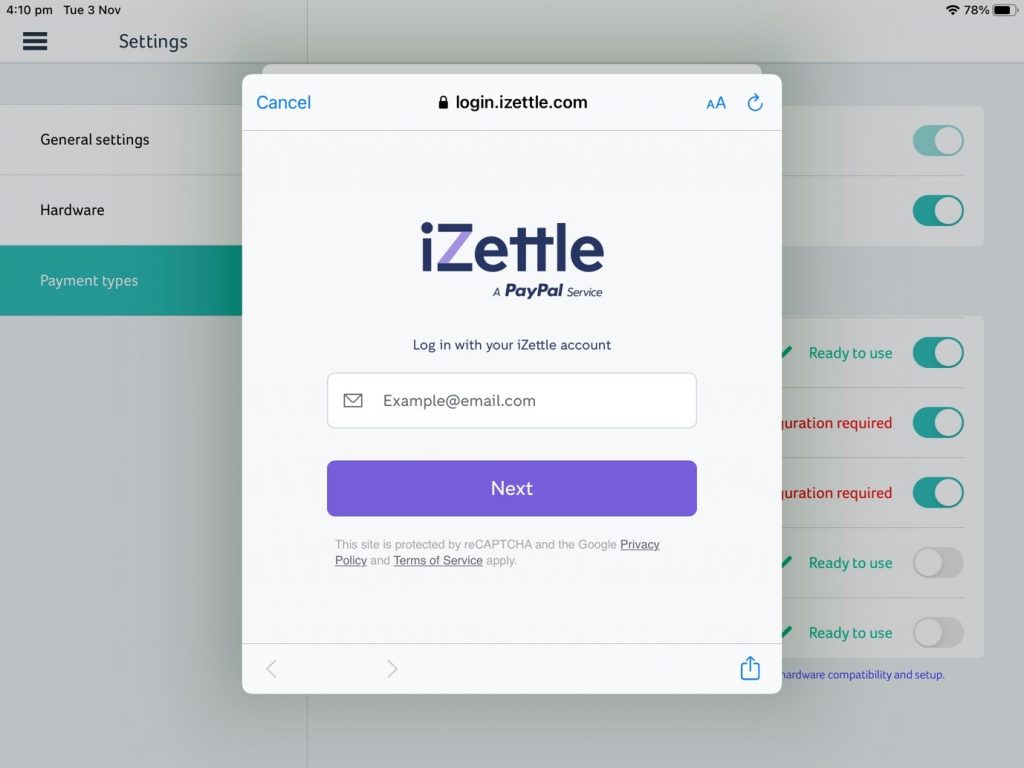 4:10 pm Tue 3 Nov
78%
Settings
Cancel
login.izettle.com
AA
General settings
Hardware
Payment types
iZettle
A PayPal Service
Log in with your iZettle account
Example@email.com
Next
This site is protected by reCAPTCHA and the Google Privacy
Policy and Terms of Service apply.
Ready to use
required
required
Ready to use
Ready to use
hardware compatibility and setup.